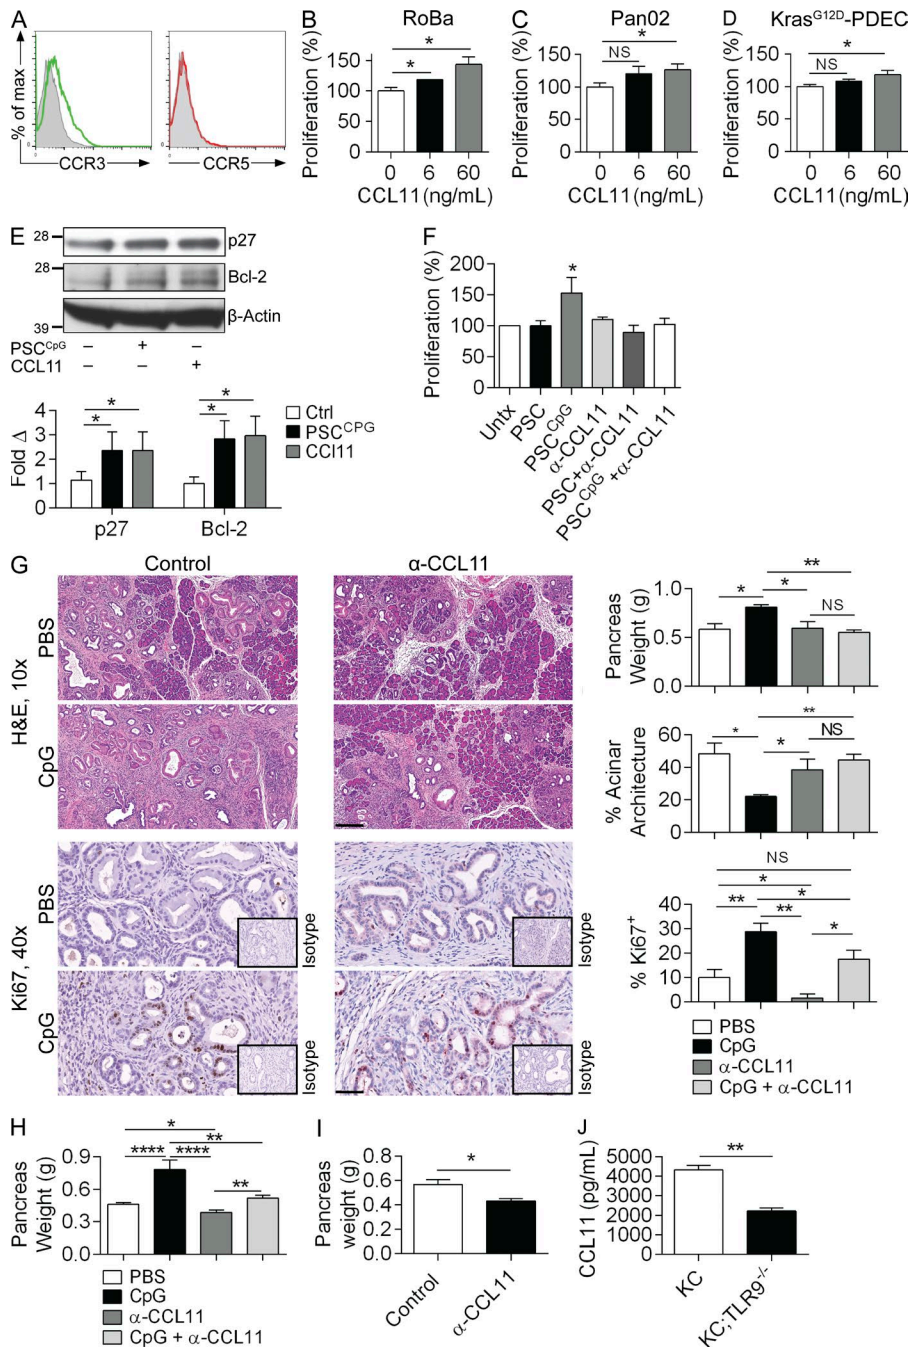 A
% of max
CCR3
CCR5
B
RoBa
Proliferation (%)
150
100
50
0
*
*
0 6 60
CCL11 (ng/mL)
C
Pan02
Proliferation (%)
150
100
50
0
*
NS
0 6 60
CCL11 (ng/mL)
D
Kras^G12D-PDEC
Proliferation (%)
150
100
50
0
*
NS
0 6 60
CCL11 (ng/mL)
E
28
p27
28
Bcl-2
39
β-Actin
PSC^CpG – + –
CCL11 – – +
Fold Δ
4
3
2
1
0
* *
* *
p27 Bcl-2
Ctrl
PSC^CPG
CCl11
F
Proliferation (%)
200
150
100
50
0
*
Untx
PSC
PSC^CpG
α-CCL11
PSC+α-CCL11
PSC^CpG +α-CCL11
G
Control α-CCL11
H&E, 10x
PBS
CpG
Ki67, 40x
PBS
CpG
Isotype
Isotype
Isotype
Isotype
Pancreas
Weight (g)
1.0
0.5
0.0
**
* *
NS
% Acinar
Architecture
60
40
20
0
**
* NS
*
% Ki67+
40
30
20
10
0
NS
*
*
** **
*
PBS
CpG
α-CCL11
CpG + α-CCL11
H
Pancreas
Weight (g)
0.9
0.6
0.3
0.0
*
**
**** ****
**
PBS
CpG
α-CCL11
CpG + α-CCL11
I
Pancreas
weight (g)
0.8
0.6
0.4
0.2
0.0
*
Control
α-CCL11
J
CCL11 (pg/mL)
5000
4000
3000
2000
1000
0
**
KC
KC;TLR9^-/-